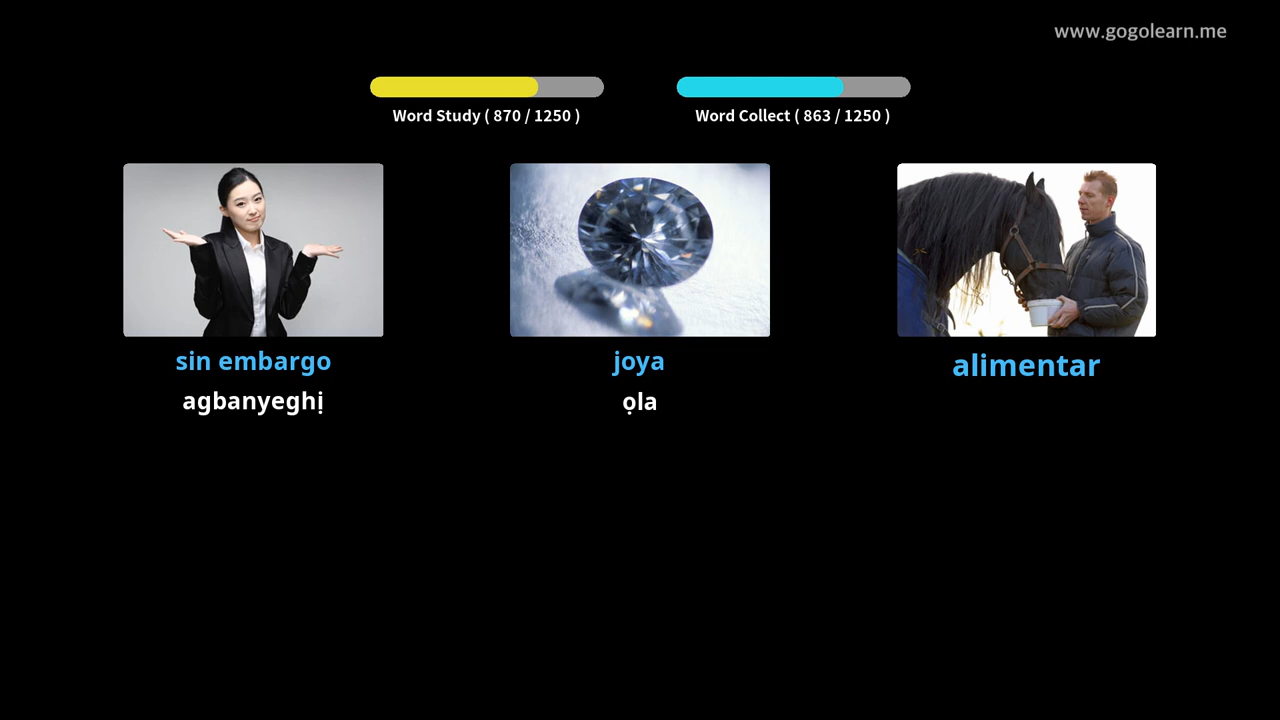 www.gogolearn.me
Word Study ( 870 / 1250 )
Word Collect ( 863 / 1250 )
sin embargo
joya
alimentar
agbanyeghị
ọla